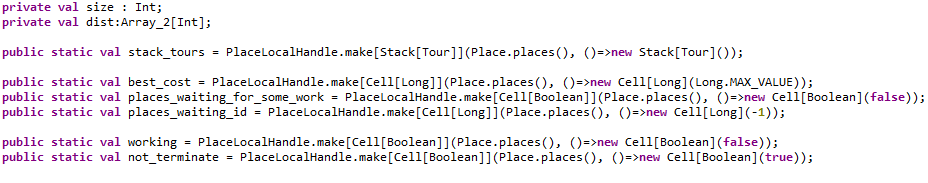 private val size : Int;
private val dist:Array_2[Int];
public static val stack_tours = PlaceLocalHandle.make[Stack[Tour]](Place.places(), ()=>new Stack[Tour]());
public static val best_cost = PlaceLocalHandle.make[Cell[Long]](Place.places(), ()=>new Cell[Long](Long.MAX_VALUE));
public static val places_waiting_for_some_work = PlaceLocalHandle.make[Cell[Boolean]](Place.places(), ()=>new Cell[Boolean](false));
public static val places_waiting_id = PlaceLocalHandle.make[Cell[Long]](Place.places(), ()=>new Cell[Long](-1));
public static val working = PlaceLocalHandle.make[Cell[Boolean]](Place.places(), ()=>new Cell[Boolean](false));
public static val not_terminate = PlaceLocalHandle.make[Cell[Boolean]](Place.places(), ()=>new Cell[Boolean](true));